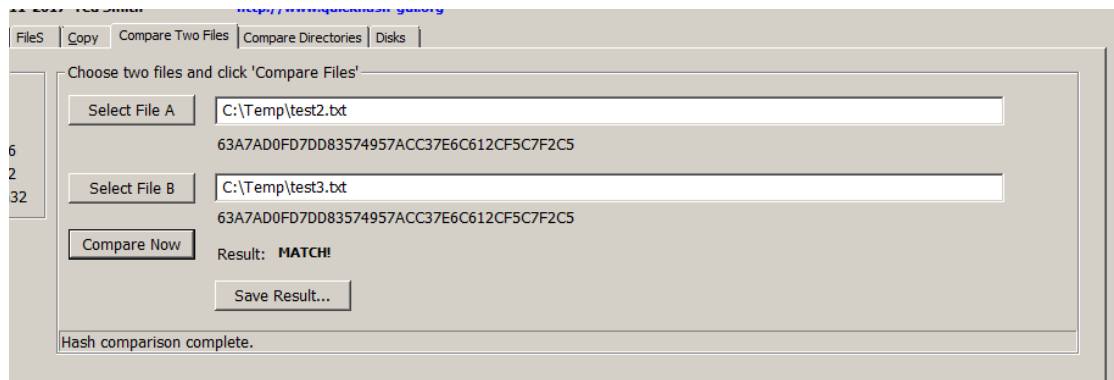 FileS Copy Compare Two Files Compare Directories Disks
Choose two files and click 'Compare Files'
Select File A C:\Temp\test2.txt
63A7AD0FD7DD83574957ACC37E6C612CF5C7F2C5
6
2
Select File B C:\Temp\test3.txt
32
63A7AD0FD7DD83574957ACC37E6C612CF5C7F2C5
Compare Now Result: MATCH!
Save Result...
Hash comparison complete.